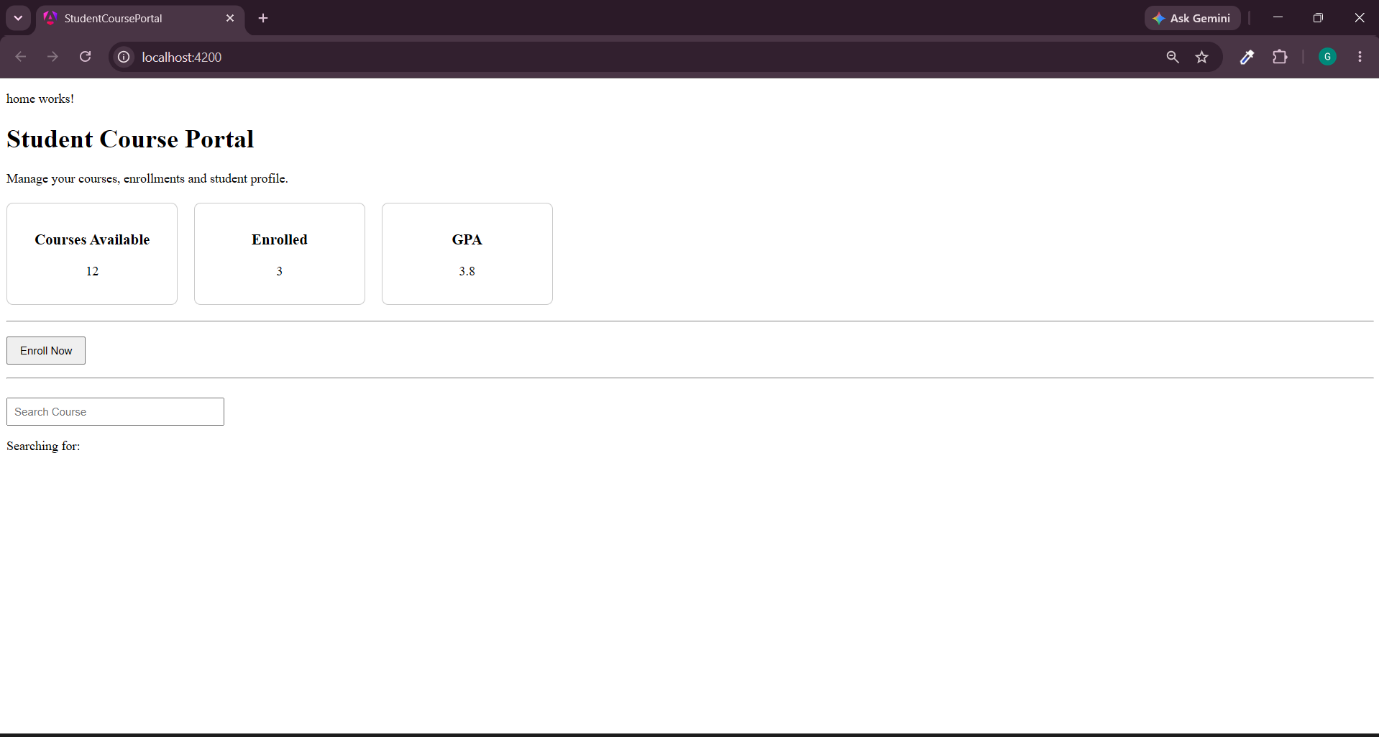 StudentCoursePortal
Ask Gemini
localhost:4200
G
home works!
Student Course Portal
Manage your courses, enrollments and student profile.
Courses Available Enrolled GPA
12 3 3.8
Enroll Now
Search Course
Searching for: